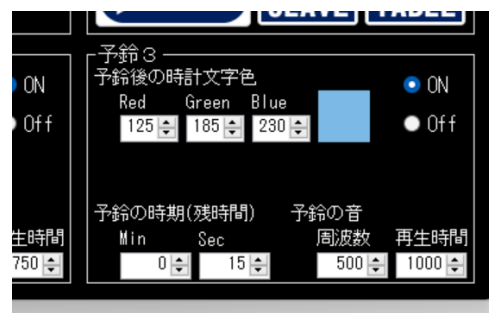 予鈴3
予鈴後の時計文字色
Red Green Blue
125 185 230
ON
Off
ON
Off
予鈴の時期(残時間) 予鈴の音
Min Sec 周波数 再生時間
0 15 500 1000
生時間
750